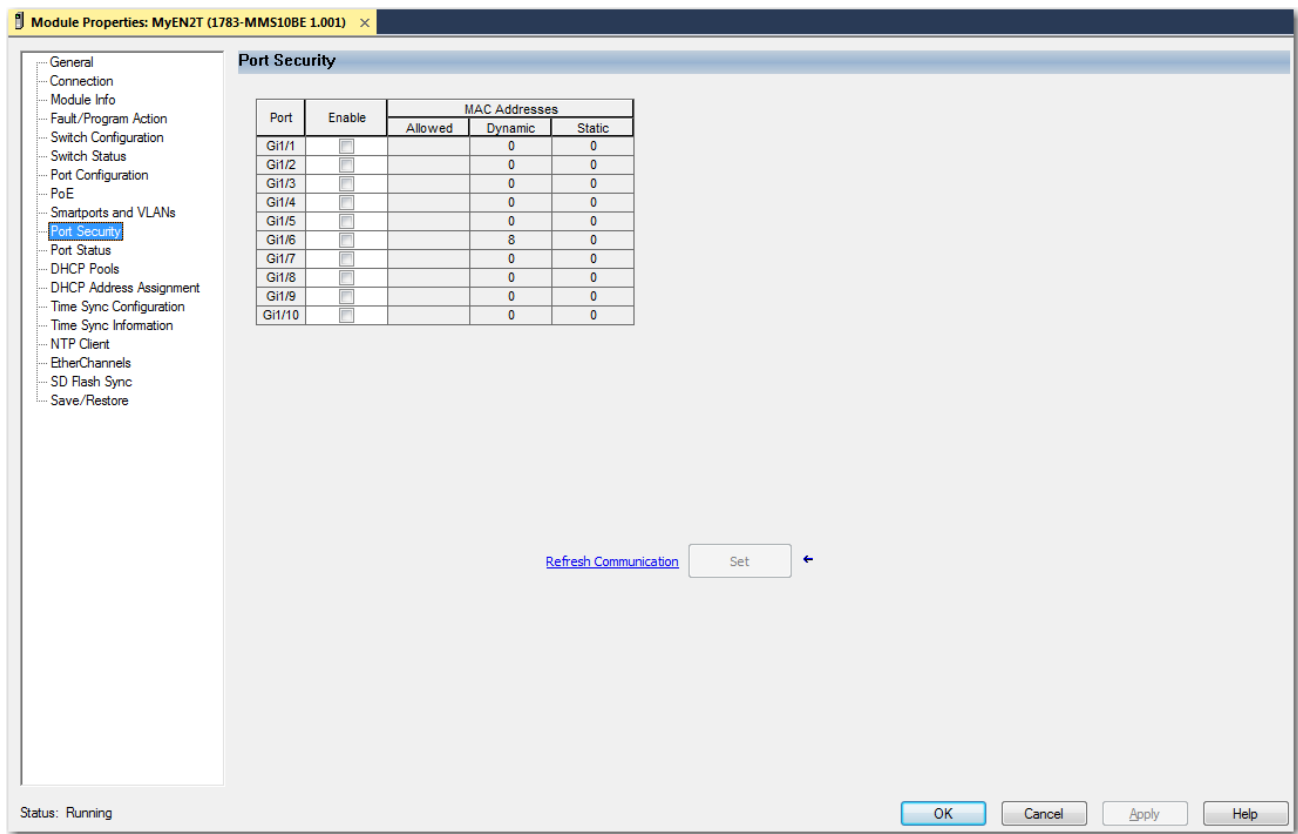 Module Properties: MyEN2T (1783-MMS10BE 1.001) ×
General
Connection
Module Info
Fault/Program Action
Switch Configuration
Switch Status
Port Configuration
PoE
Smartports and VLANs
Port Security
Port Status
DHCP Pools
DHCP Address Assignment
Time Sync Configuration
Time Sync Information
NTP Client
EtherChannels
SD Flash Sync
Save/Restore
Port Security
Port Enable MAC Addresses
Allowed Dynamic Static
Gi1/1 0 0
Gi1/2 0 0
Gi1/3 0 0
Gi1/4 0 0
Gi1/5 0 0
Gi1/6 8 0
Gi1/7 0 0
Gi1/8 0 0
Gi1/9 0 0
Gi1/10 0 0
Refresh Communication Set ←
Status: Running
OK Cancel Apply Help